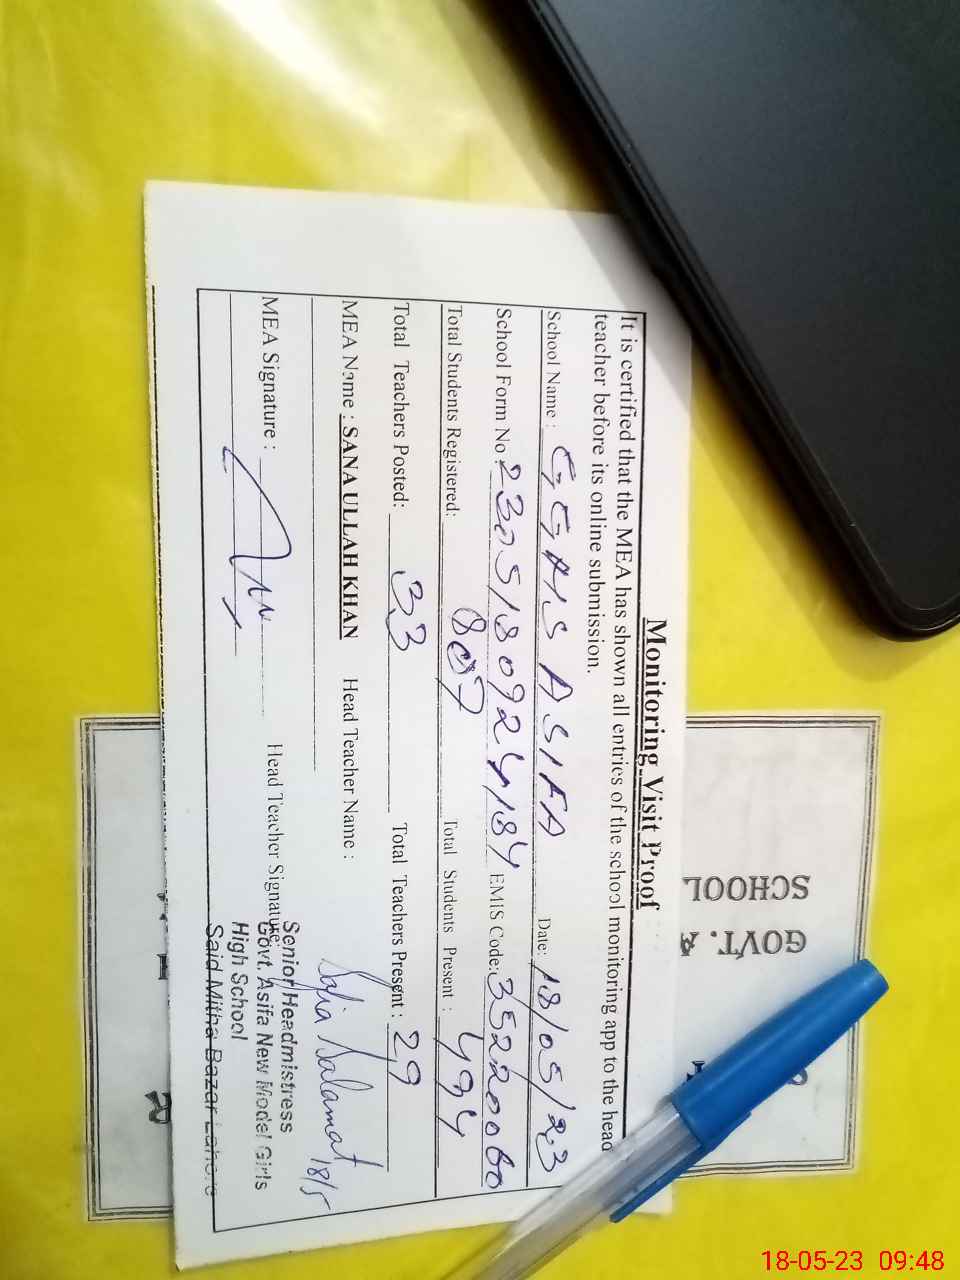 Monitoring Visit Proof
It is certified that the MEA has shown all entries of the school monitoring app to the head
teacher before its online submission.
School Name : GGHS ASIFA Date: 18/05/23
School Form No: 2305180924184 EMIS Code: 35220060
Total Students Registered: 807 Total Students Present : 494
Total Teachers Posted: 33 Total Teachers Present : 29
MEA Name : SANA ULLAH KHAN Head Teacher Name : Safia Salamat 18/5
MEA Signature : Head Teacher Signature:
Senior Headmistress
Govt. Asifa New Model Girls
High School
Said Mitha Bazar Lahore
GOVT.
SCHOOL
18-05-23 09:48